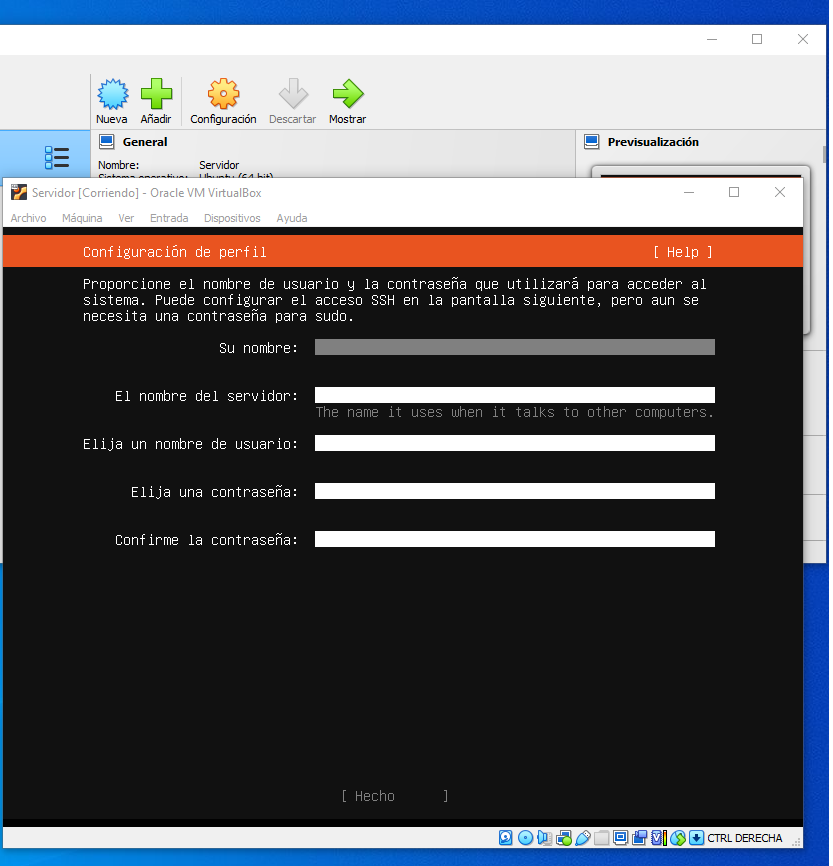 Nueva Añadir Configuración Descartar Mostrar
General
Previsualización
Nombre: Servidor
Sistema operativo: Ubuntu (64-bit)
Servidor [Corriendo] - Oracle VM VirtualBox
Archivo Máquina Ver Entrada Dispositivos Ayuda
Configuración de perfil [ Help ]
Proporcione el nombre de usuario y la contraseña que utilizará para acceder al
sistema. Puede configurar el acceso SSH en la pantalla siguiente, pero aun se
necesita una contraseña para sudo.
Su nombre:
El nombre del servidor:
The name it uses when it talks to other computers.
Elija un nombre de usuario:
Elija una contraseña:
Confirme la contraseña:
[ Hecho ]
CTRL DERECHA